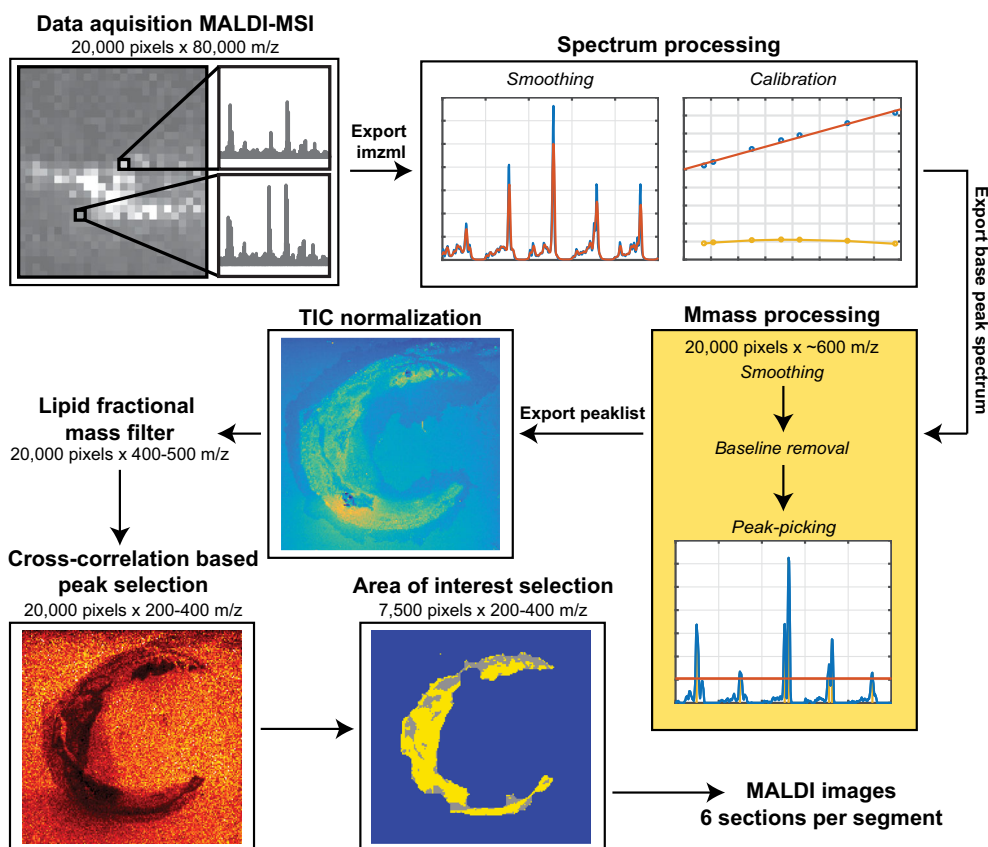 Data aquisition MALDI-MSI
20,000 pixels x 80,000 m/z
Export
imzml
Spectrum processing
Smoothing
Calibration
Export base peak spectrum
Mmass processing
20,000 pixels x ~600 m/z
Smoothing
Baseline removal
Peak-picking
Export peaklist
TIC normalization
Lipid fractional
mass filter
20,000 pixels x 400-500 m/z
Cross-correlation based
peak selection
20,000 pixels x 200-400 m/z
Area of interest selection
7,500 pixels x 200-400 m/z
MALDI images
6 sections per segment